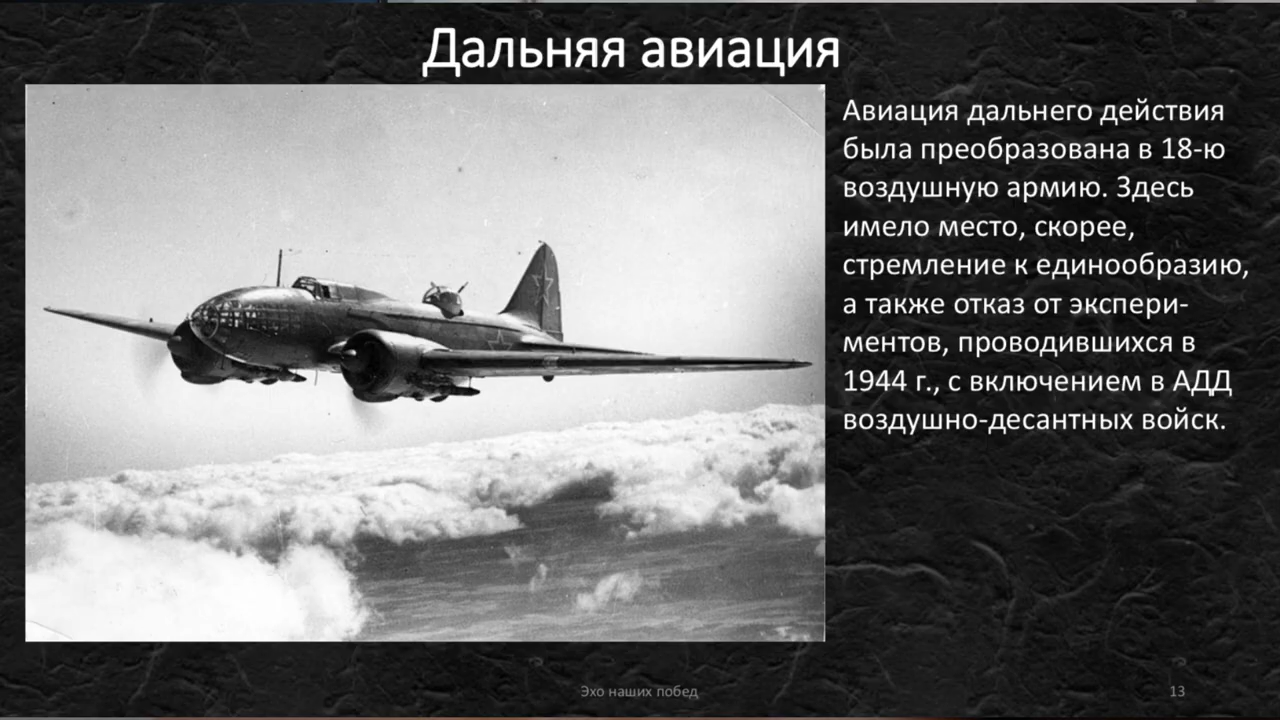 Дальняя авиация
Авиация дальнего действия
была преобразована в 18-ю
воздушную армию. Здесь
имело место, скорее,
стремление к единообразию,
а также отказ от экспери-
ментов, проводившихся в
1944 г., с включением в АДД
воздушно-десантных войск.
Эхо наших побед
13